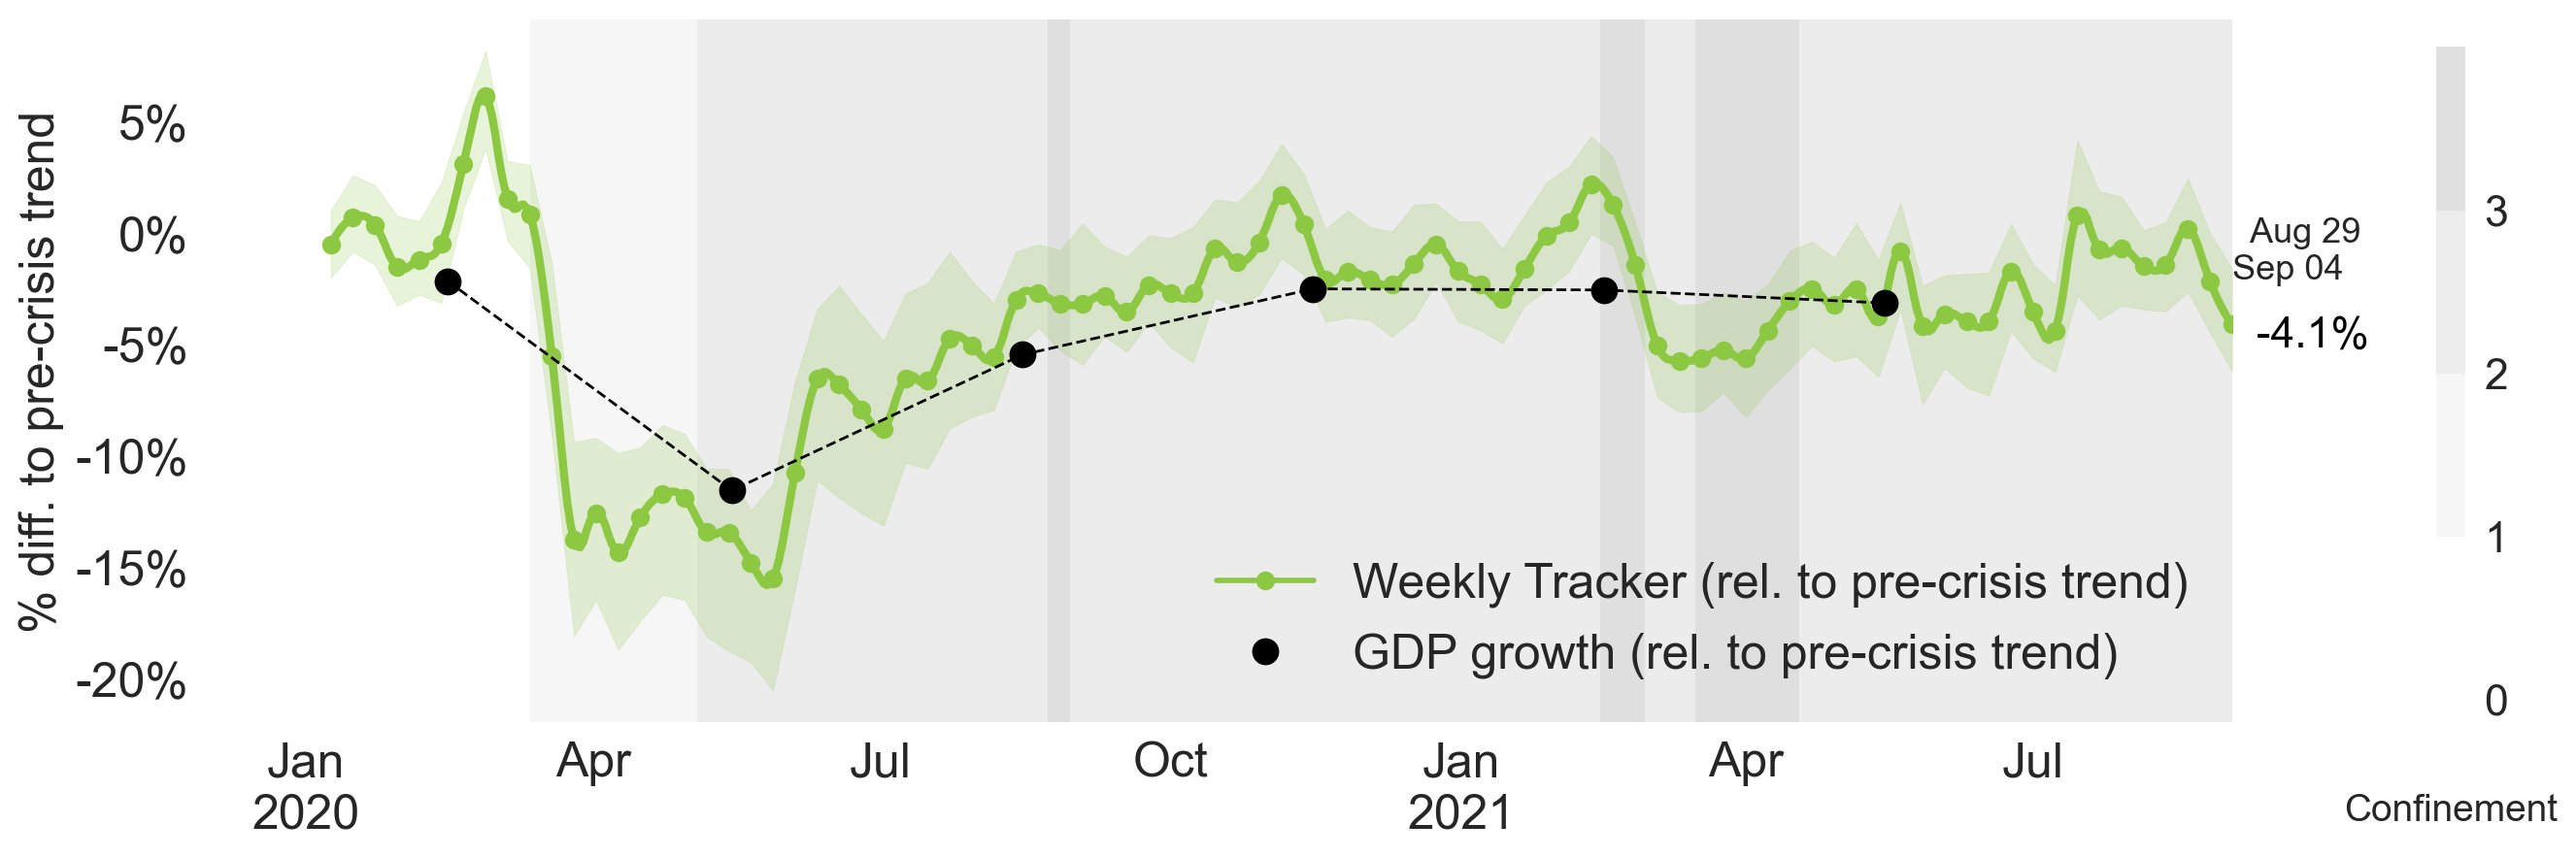 % diff. to pre-crisis trend
5%
0%
-5%
-10%
-15%
-20%
Jan
2020
Apr
Jul
Oct
Jan
2021
Apr
Jul
Weekly Tracker (rel. to pre-crisis trend)
GDP growth (rel. to pre-crisis trend)
Aug 29
Sep 04
-4.1%
3
2
1
0
Confinement